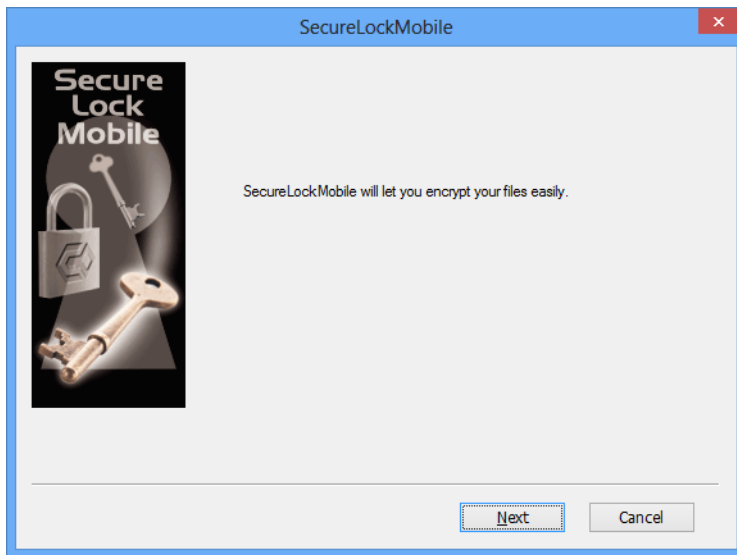 SecureLockMobile
Secure
Lock
Mobile
SecureLockMobile will let you encrypt your files easily.
Next
Cancel